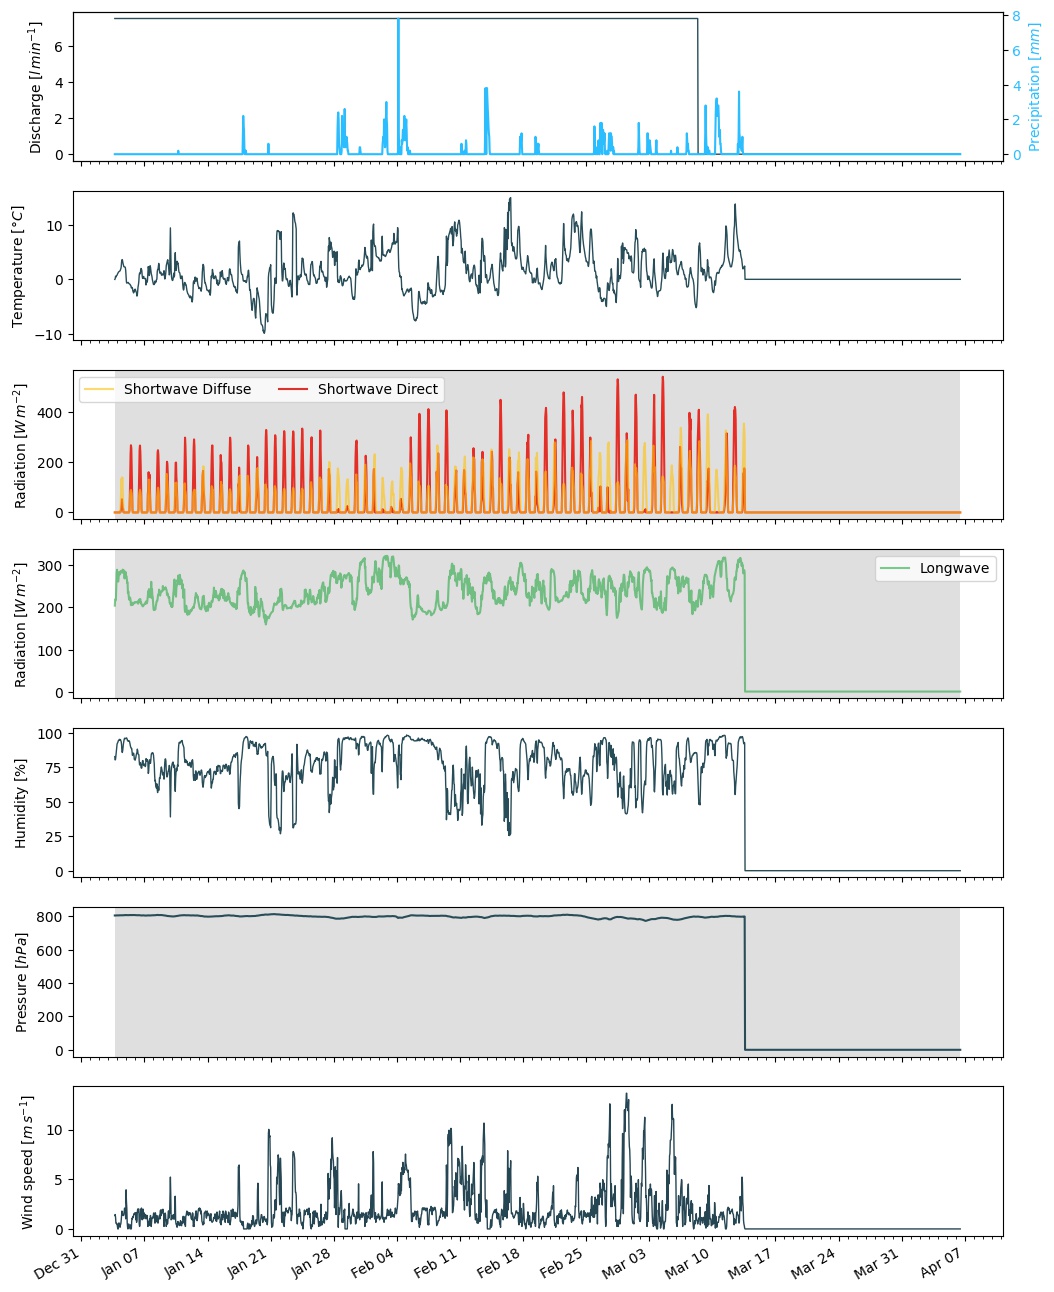 Discharge [l min⁻¹]
6
4
2
0
8
6
4
2
0
Precipitation [mm]
Temperature [°C]
10
0
−10
Radiation [W m⁻²]
400
200
0
Shortwave Diffuse
Shortwave Direct
Radiation [W m⁻²]
300
200
100
0
Longwave
Humidity [%]
100
75
50
25
0
Pressure [hPa]
800
600
400
200
0
Wind speed [m s⁻¹]
10
5
0
Dec 31
Jan 07
Jan 14
Jan 21
Jan 28
Feb 04
Feb 11
Feb 18
Feb 25
Mar 03
Mar 10
Mar 17
Mar 24
Mar 31
Apr 07